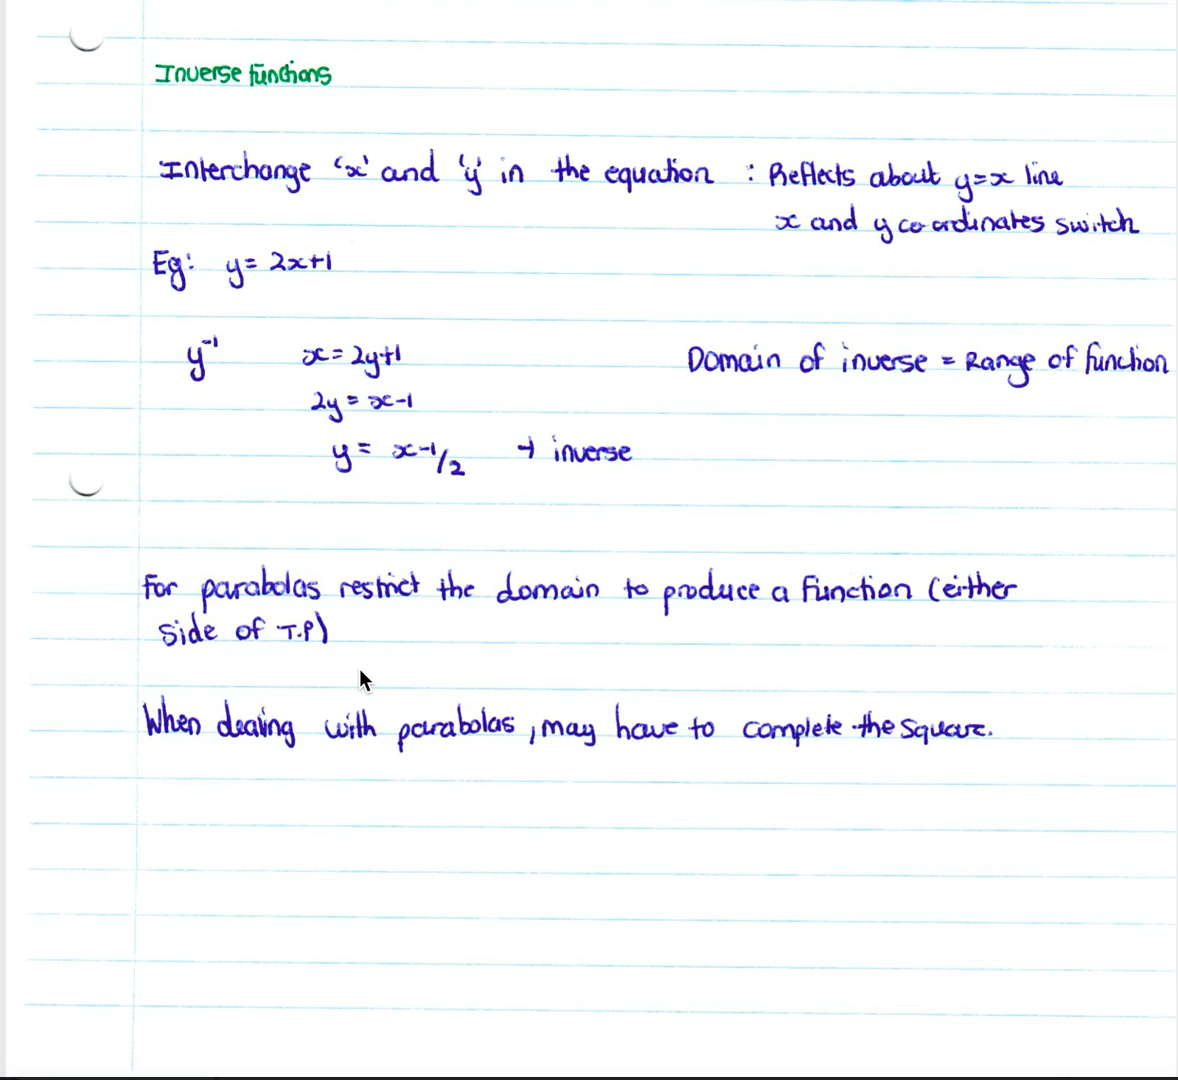 Inverse functions
Interchange 'x' and 'y' in the equation : Reflects about y=x line
x and y co-ordinates switch
Eg: y= 2x+1
y⁻¹ x= 2y+1 Domain of inverse = Range of function
2y= x-1
y= x-1/2 → inverse
For parabolas restrict the domain to produce a function (either
side of T.P)
When dealing with parabolas, may have to complete the square.